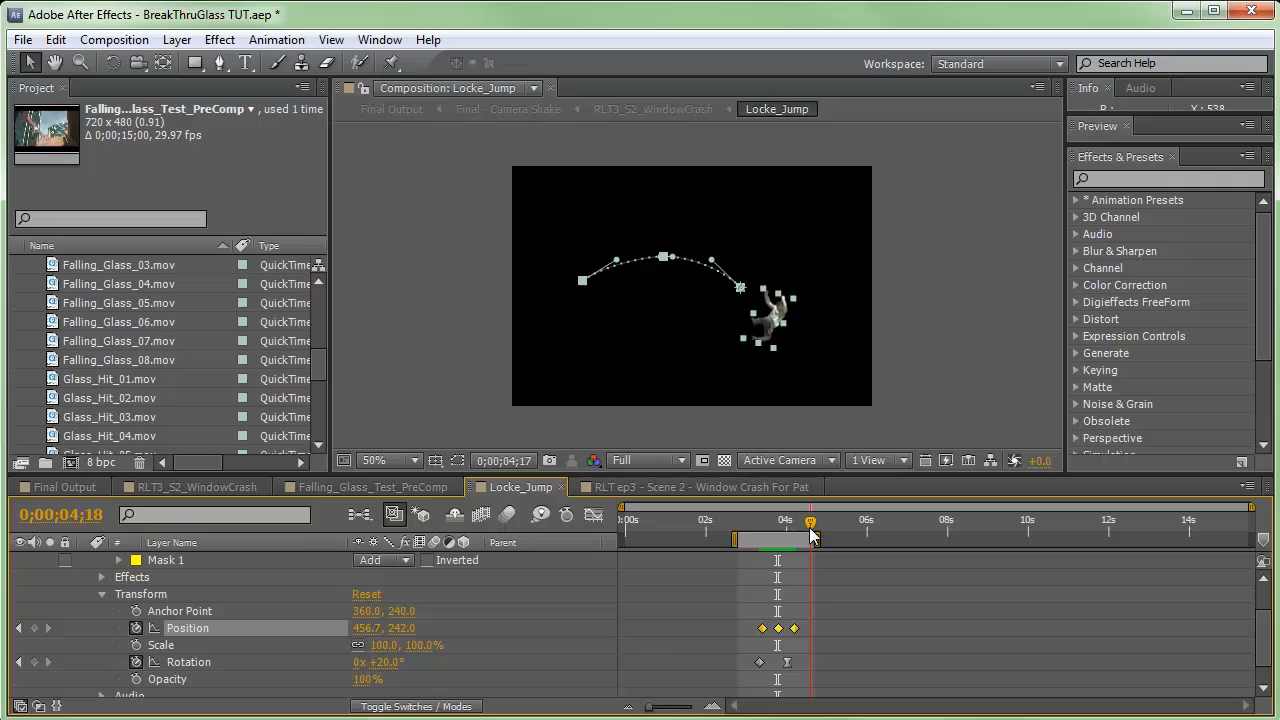 Adobe After Effects - BreakThruGlass TUT.aep *
File Edit Composition Layer Effect Animation View Window Help
Workspace: Standard Search Help
Project
Falling...lass_Test_PreComp , used 1 time
720 x 480 (0.91)
Δ 0;00;15;00, 29.97 fps
Name Type
Falling_Glass_03.mov QuickTime
Falling_Glass_04.mov QuickTime
Falling_Glass_05.mov QuickTime
Falling_Glass_06.mov QuickTime
Falling_Glass_07.mov QuickTime
Falling_Glass_08.mov QuickTime
Glass_Hit_01.mov QuickTime
Glass_Hit_02.mov QuickTime
Glass_Hit_03.mov QuickTime
Glass_Hit_04.mov QuickTime
8 bpc
Composition: Locke_Jump
Final Output Final - Camera Shake RLT3_S2_WindowCrash Locke_Jump
50% 0;00;04;17 Full Active Camera 1 View +0.0
Info Audio
Preview
Effects & Presets
* Animation Presets
3D Channel
Audio
Blur & Sharpen
Channel
Color Correction
Digieffects FreeForm
Distort
Expression Controls
Generate
Keying
Matte
Noise & Grain
Obsolete
Perspective
Final Output RLT3_S2_WindowCrash Falling_Glass_Test_PreComp Locke_Jump RLT ep3 - Scene 2 - Window Crash For Pat
0;00;04;18
:00s 02s 04s 06s 08s 10s 12s 14s
# Layer Name Parent
Mask 1 Add Inverted
Effects
Transform Reset
Anchor Point 360.0, 240.0
Position 456.7, 242.0
Scale 100.0, 100.0%
Rotation 0x +20.0°
Opacity 100%
Toggle Switches / Modes